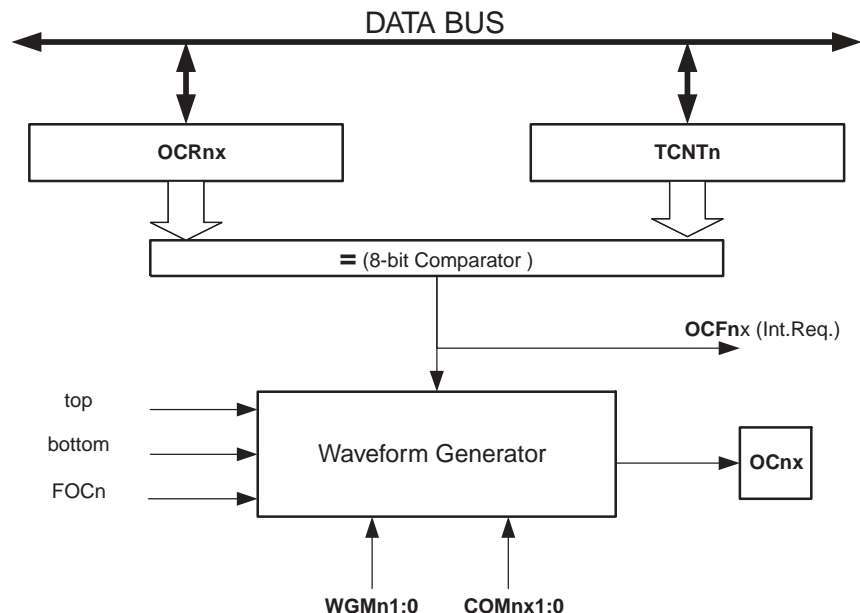 DATA BUS
OCRnx
TCNTn
= (8-bit Comparator )
OCFnx (Int.Req.)
top
bottom
FOCn
Waveform Generator
OCnx
WGMn1:0 COMnx1:0